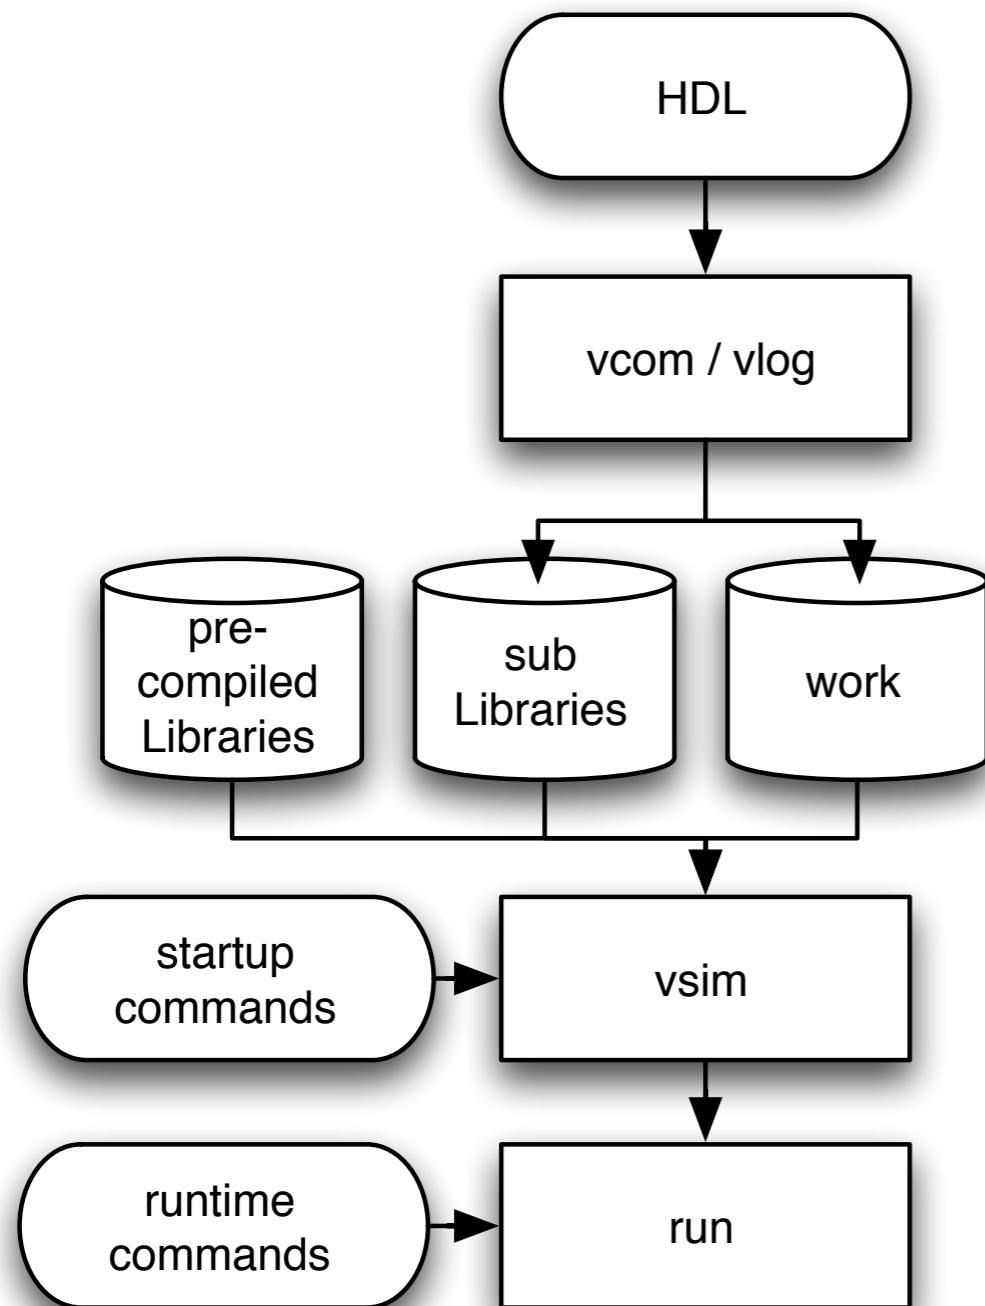 HDL
vcom / vlog
pre-
compiled
Libraries
sub
Libraries
work
startup
commands
vsim
runtime
commands
run